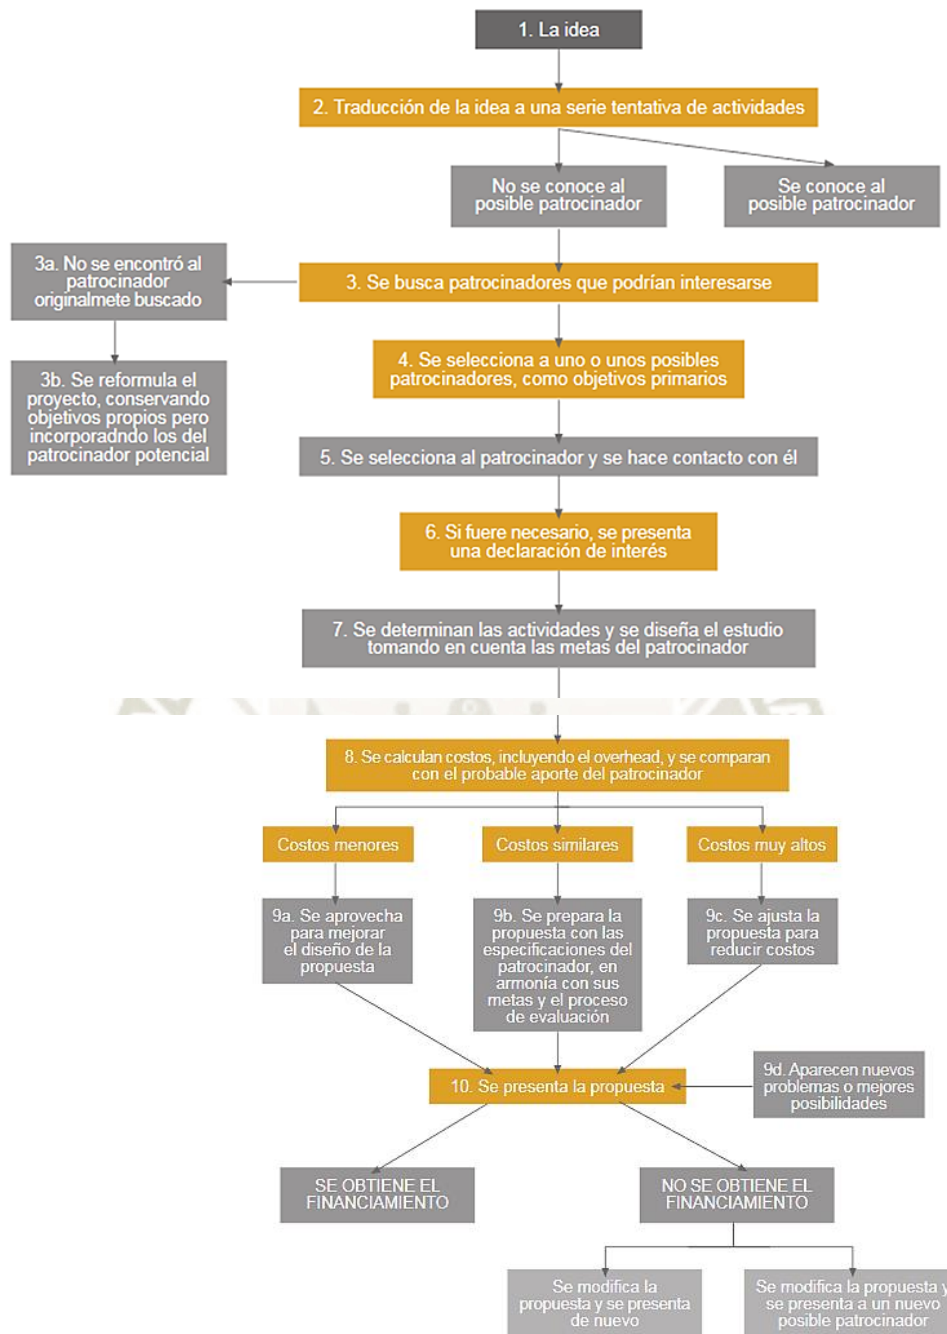 1. La idea
2. Traducción de la idea a una serie tentativa de actividades
No se conoce al
posible patrocinador
Se conoce al
posible patrocinador
3a. No se encontró al
patrocinador
originalmete buscado
3. Se busca patrocinadores que podrían interesarse
3b. Se reformula el
proyecto, conservando
objetivos propios pero
incorporadndo los del
patrocinador potencial
4. Se selecciona a uno o unos posibles
patrocinadores, como objetivos primarios
5. Se selecciona al patrocinador y se hace contacto con él
6. Si fuere necesario, se presenta
una declaración de interés
7. Se determinan las actividades y se diseña el estudio
tomando en cuenta las metas del patrocinador
8. Se calculan costos, incluyendo el overhead, y se comparan
con el probable aporte del patrocinador
Costos menores
Costos similares
Costos muy altos
9a. Se aprovecha
para mejorar
el diseño de la
propuesta
9b. Se prepara la
propuesta con las
especificaciones del
patrocinador, en
armonía con sus
metas y el proceso
de evaluación
9c. Se ajusta la
propuesta para
reducir costos
10. Se presenta la propuesta
9d. Aparecen nuevos
problemas o mejores
posibilidades
SE OBTIENE EL
FINANCIAMIENTO
NO SE OBTIENE EL
FINANCIAMIENTO
Se modifica la
propuesta y se presenta
de nuevo
Se modifica la propuesta y
se presenta a un nuevo
posible patrocinador